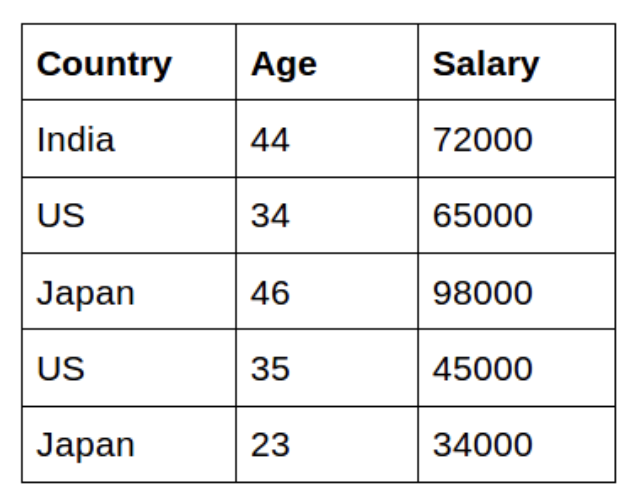 Country Age Salary
India 44 72000
US 34 65000
Japan 46 98000
US 35 45000
Japan 23 34000